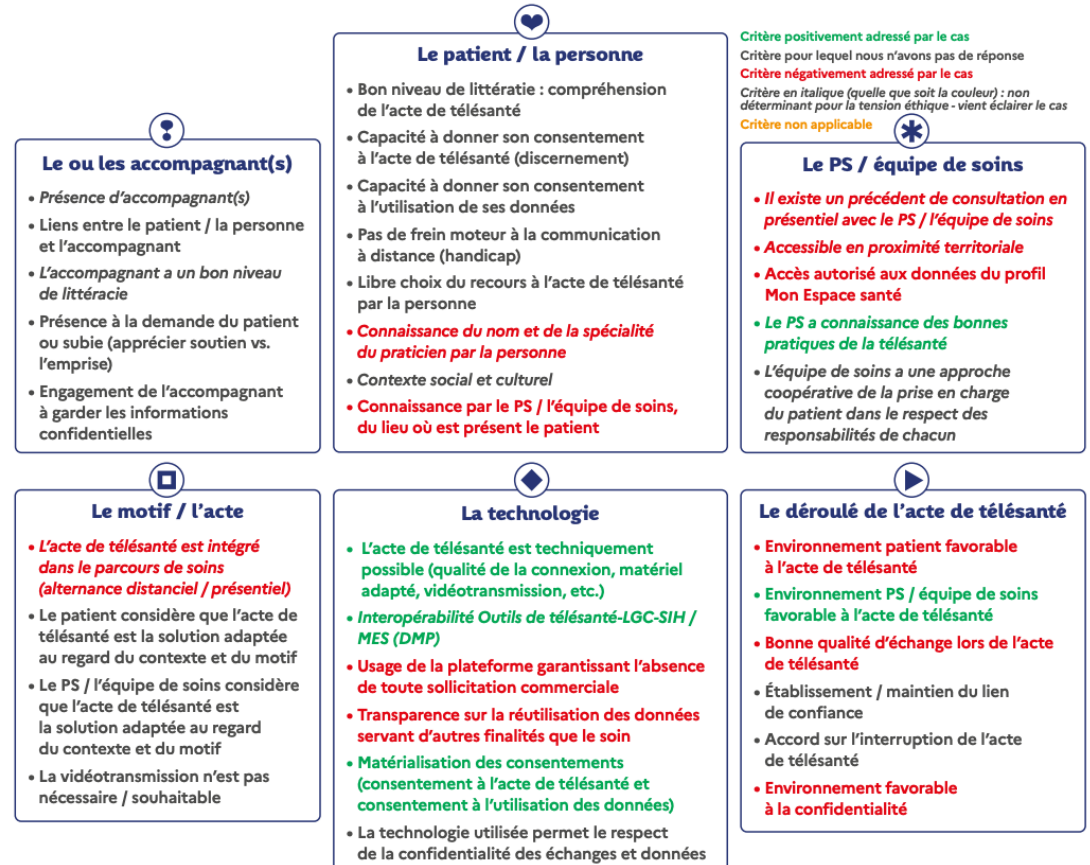 Le patient / la personne
• Bon niveau de littératie : compréhension
de l'acte de télésanté
• Capacité à donner son consentement
à l'acte de télésanté (discernement)
• Capacité à donner son consentement
à l'utilisation de ses données
• Pas de frein moteur à la communication
à distance (handicap)
• Libre choix du recours à l'acte de télésanté
par la personne
• Connaissance du nom et de la spécialité
du praticien par la personne
• Contexte social et culturel
• Connaissance par le PS / l'équipe de soins,
du lieu où est présent le patient
Critère positivement adressé par le cas
Critère pour lequel nous n'avons pas de réponse
Critère négativement adressé par le cas
Critère en italique (quelle que soit la couleur) : non
déterminant pour la tension éthique - vient éclairer le cas
Critère non applicable
Le ou les accompagnant(s)
• Présence d'accompagnant(s)
• Liens entre le patient / la personne
et l'accompagnant
• L'accompagnant a un bon niveau
de littéracie
• Présence à la demande du patient
ou subie (apprécier soutien vs.
l'emprise)
• Engagement de l'accompagnant
à garder les informations
confidentielles
Le PS / équipe de soins
• Il existe un précédent de consultation en
présentiel avec le PS / l'équipe de soins
• Accessible en proximité territoriale
• Accès autorisé aux données du profil
Mon Espace santé
• Le PS a connaissance des bonnes
pratiques de la télésanté
• L'équipe de soins a une approche
coopérative de la prise en charge
du patient dans le respect des
responsabilités de chacun
Le motif / l'acte
• L'acte de télésanté est intégré
dans le parcours de soins
(alternance distanciel / présentiel)
• Le patient considère que l'acte de
télésanté est la solution adaptée
au regard du contexte et du motif
• Le PS / l'équipe de soins considère
que l'acte de télésanté est
la solution adaptée au regard
du contexte et du motif
• La vidéotransmission n'est pas
nécessaire / souhaitable
La technologie
• L'acte de télésanté est techniquement
possible (qualité de la connexion, matériel
adapté, vidéotransmission, etc.)
• Interopérabilité Outils de télésanté-LGC-SIH /
MES (DMP)
• Usage de la plateforme garantissant l'absence
de toute sollicitation commerciale
• Transparence sur la réutilisation des données
servant d'autres finalités que le soin
• Matérialisation des consentements
(consentement à l'acte de télésanté et
consentement à l'utilisation des données)
• La technologie utilisée permet le respect
de la confidentialité des échanges et données
Le déroulé de l'acte de télésanté
• Environnement patient favorable
à l'acte de télésanté
• Environnement PS / équipe de soins
favorable à l'acte de télésanté
• Bonne qualité d'échange lors de l'acte
de télésanté
• Établissement / maintien du lien
de confiance
• Accord sur l'interruption de l'acte
de télésanté
• Environnement favorable
à la confidentialité